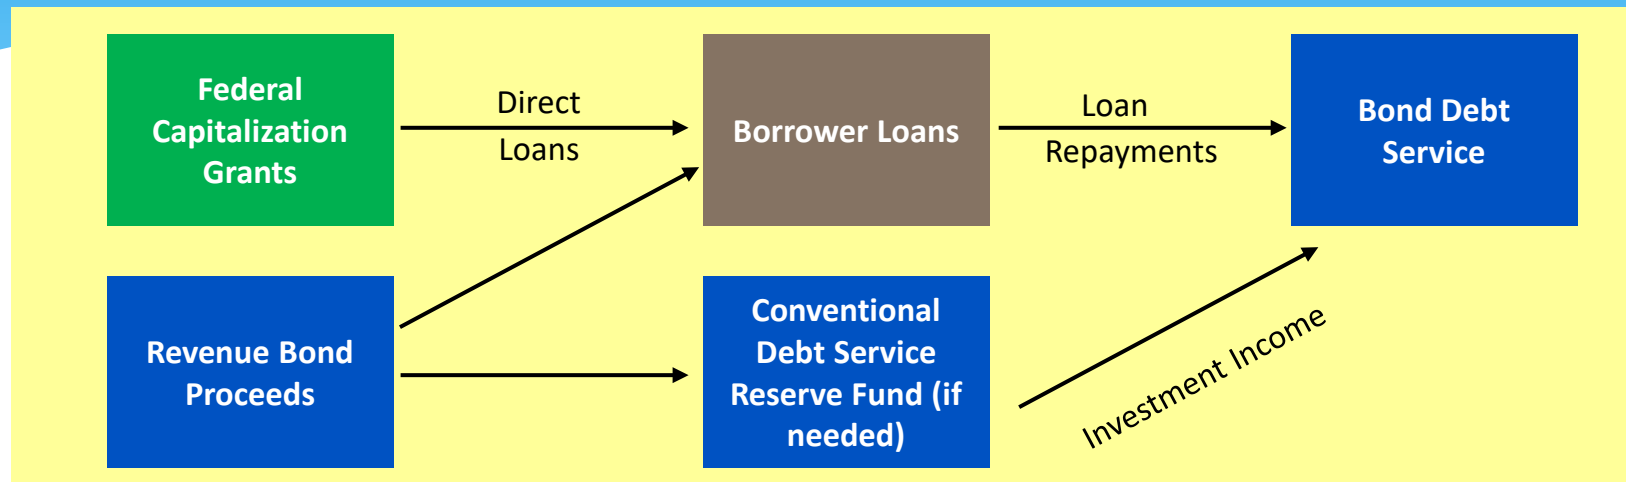 Federal
Capitalization
Grants
Direct
Loans
Borrower Loans
Loan
Repayments
Bond Debt
Service
Revenue Bond
Proceeds
Conventional
Debt Service
Reserve Fund (if
needed)
Investment Income